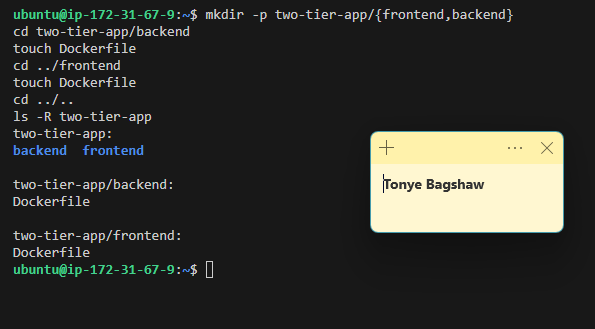 ubuntu@ip-172-31-67-9:~$ mkdir -p two-tier-app/{frontend,backend}
cd two-tier-app/backend
touch Dockerfile
cd ../frontend
touch Dockerfile
cd ../..
ls -R two-tier-app
two-tier-app:
backend  frontend

two-tier-app/backend:
Dockerfile

two-tier-app/frontend:
Dockerfile
ubuntu@ip-172-31-67-9:~$
Tonye Bagshaw